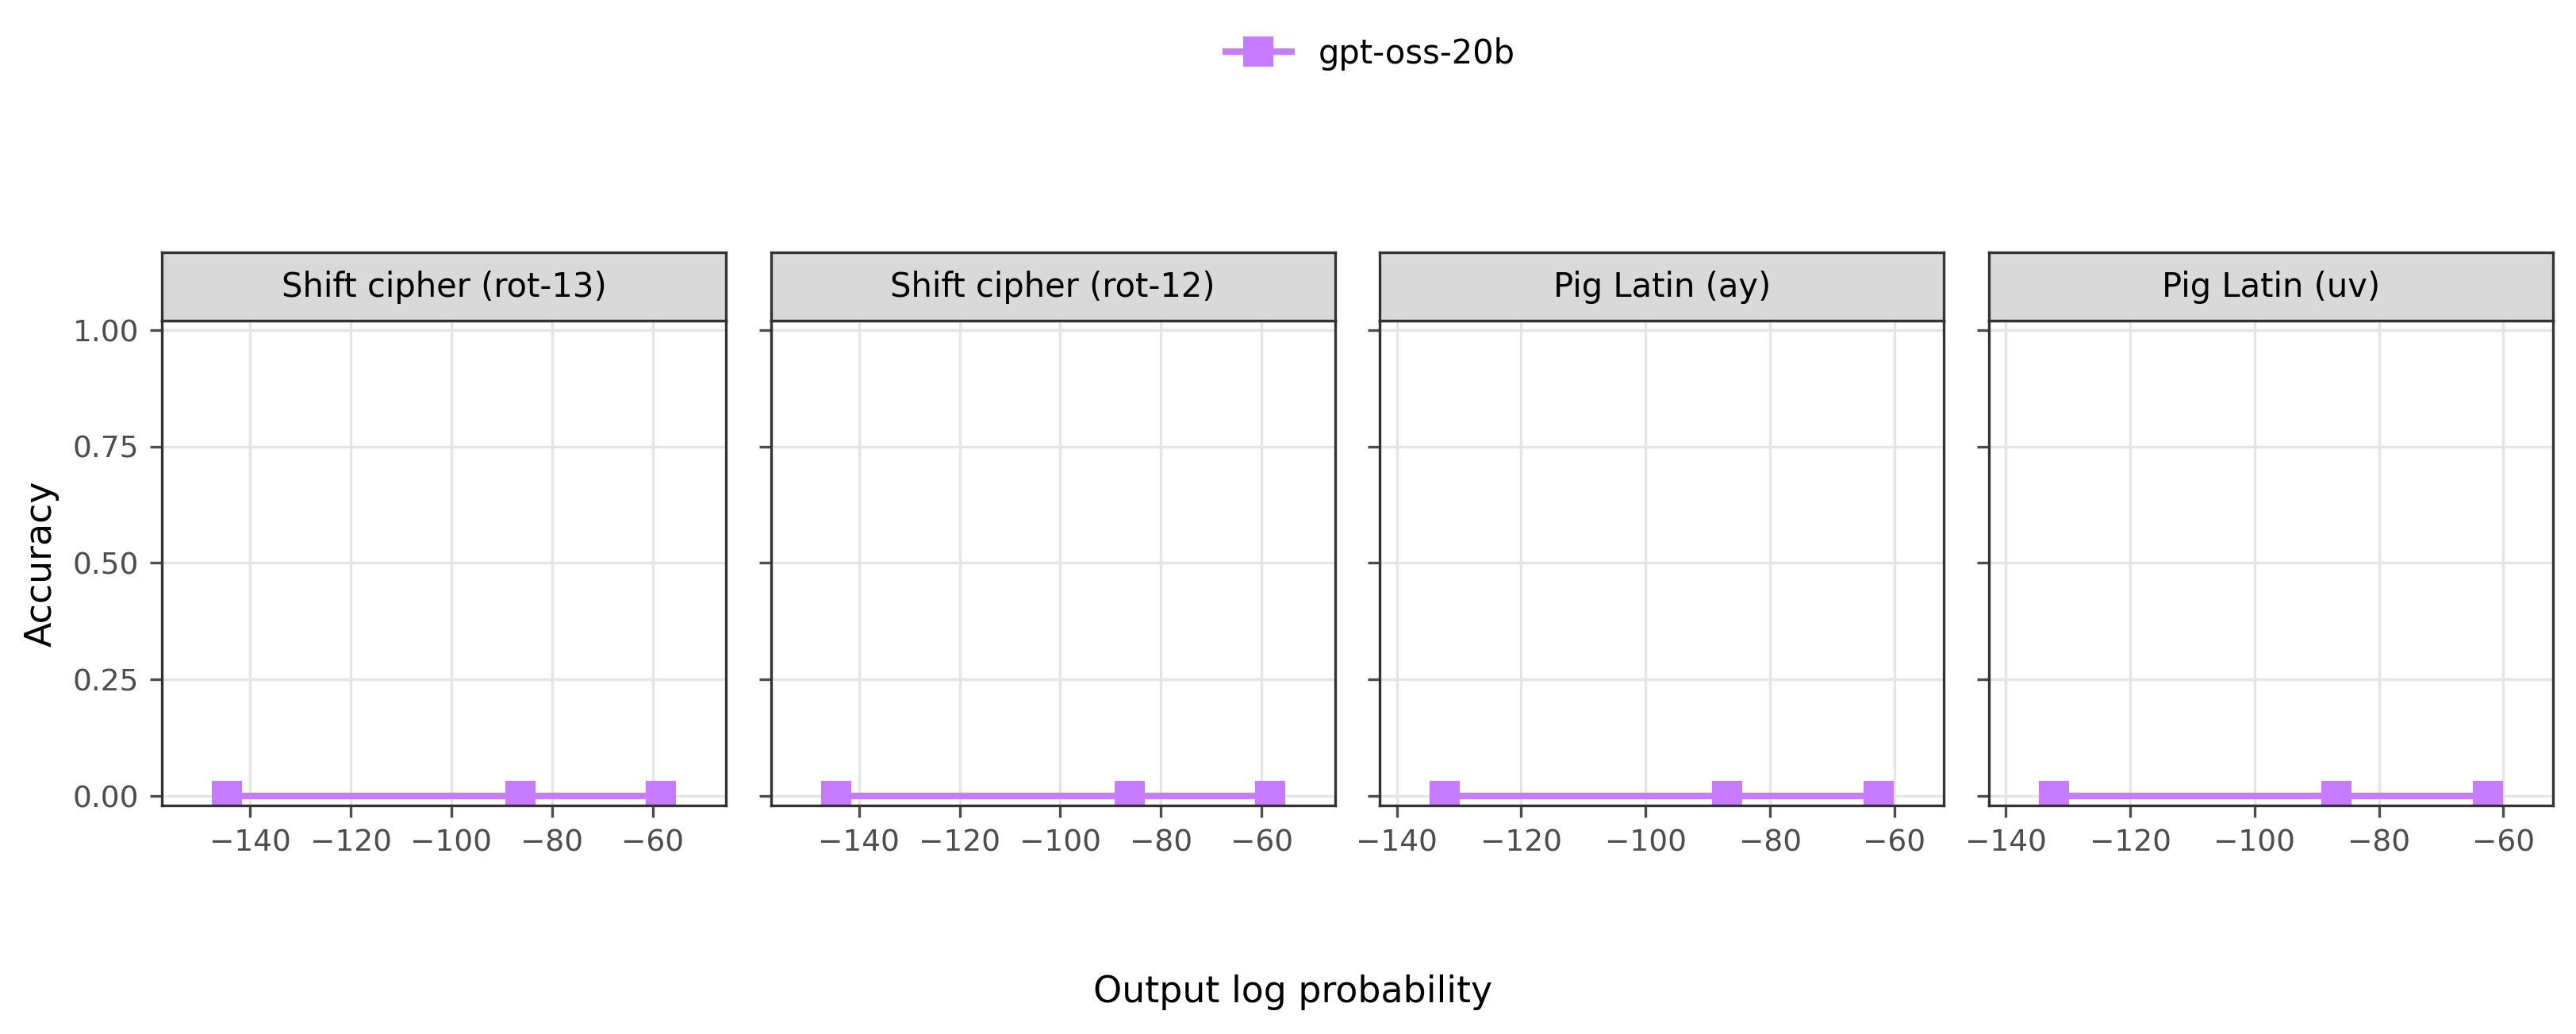 gpt-oss-20b
Shift cipher (rot-13)
Shift cipher (rot-12)
Pig Latin (ay)
Pig Latin (uv)
Accuracy
1.00
0.75
0.50
0.25
0.00
−140 −120 −100 −80 −60
−140 −120 −100 −80 −60
−140 −120 −100 −80 −60
−140 −120 −100 −80 −60
Output log probability